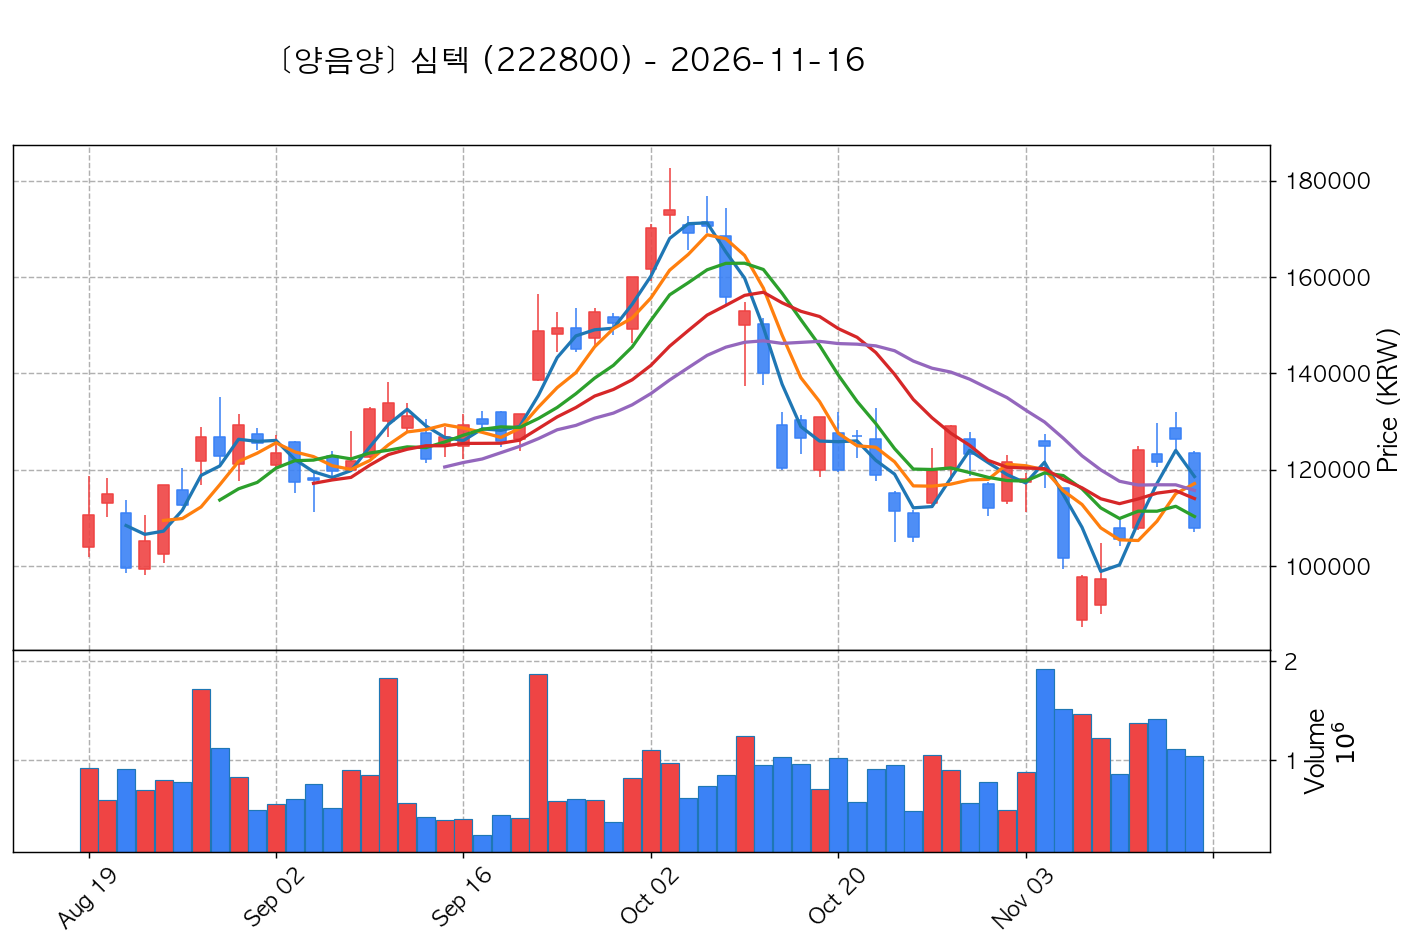 [양음양] 심텍 (222800) - 2026-11-16
180000
160000
140000
120000
100000
Price (KRW)
2
1
Volume
10⁶
Aug 19
Sep 02
Sep 16
Oct 02
Oct 20
Nov 03